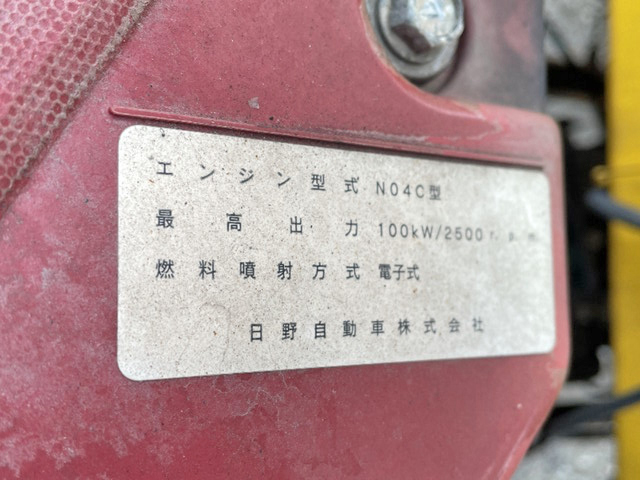 エンジン型式 N04C型
最高出力 100kW/2500r.p.m
燃料噴射方式 電子式
日野自動車株式会社